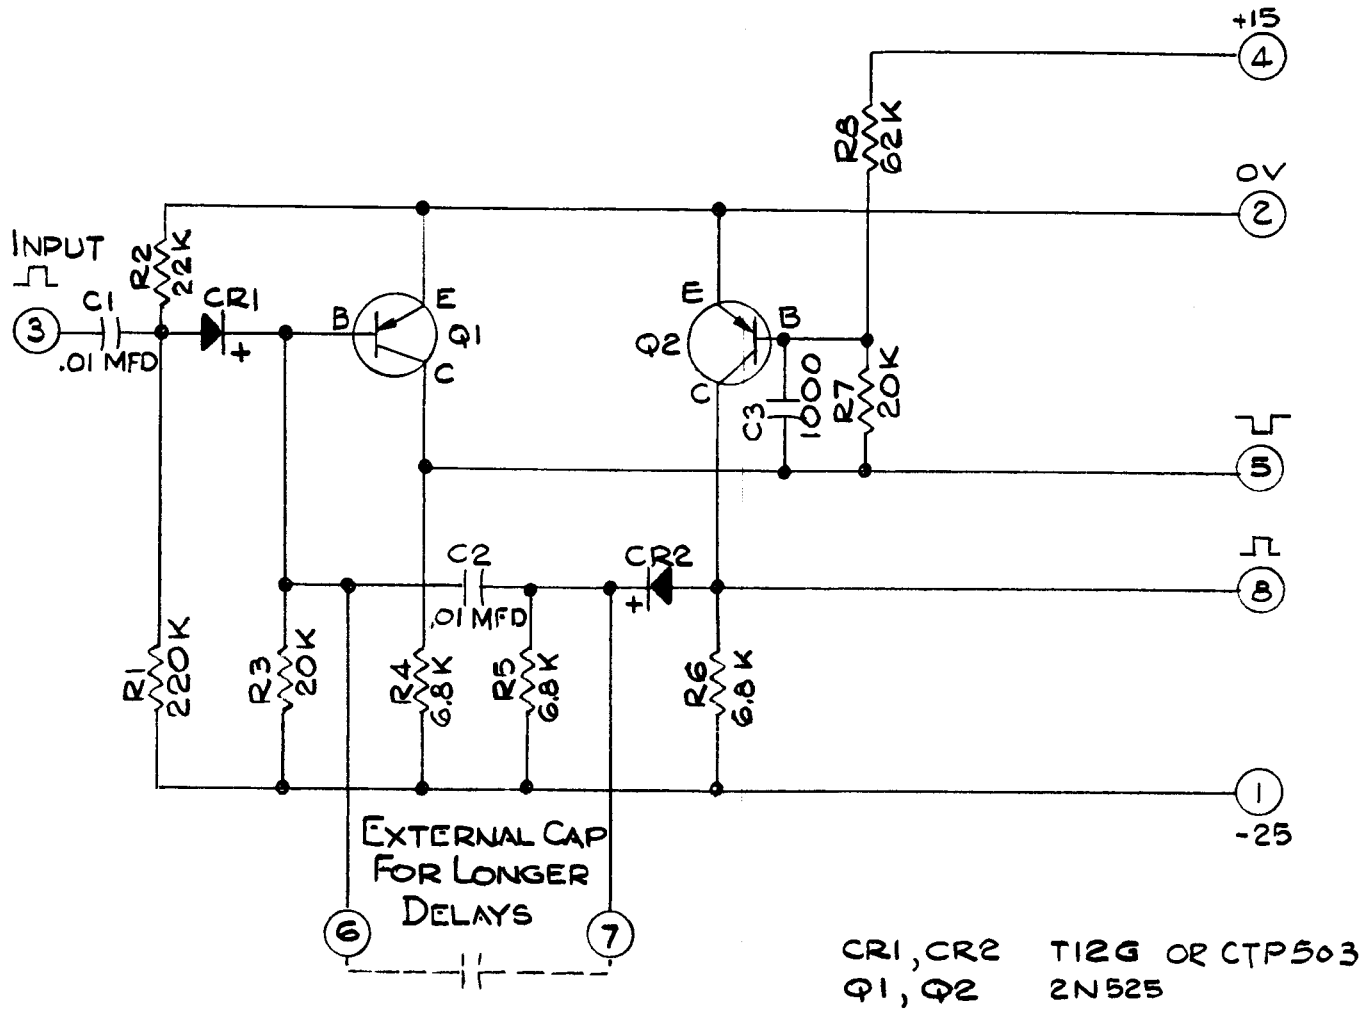 +15
4
R8
62K
0V
2
INPUT
3
C1
.01 MFD
R2
22K
CR1
+
B
E
Q1
C
E
B
Q2
C
C3
1000
R7
20K
5
C2
.01 MFD
CR2
+
8
R1
220K
R3
20K
R4
6.8K
R5
6.8K
R6
6.8K
1
-25
EXTERNAL CAP
FOR LONGER
DELAYS
6
7
CR1, CR2 T12G OR CTP503
Q1, Q2 2N525